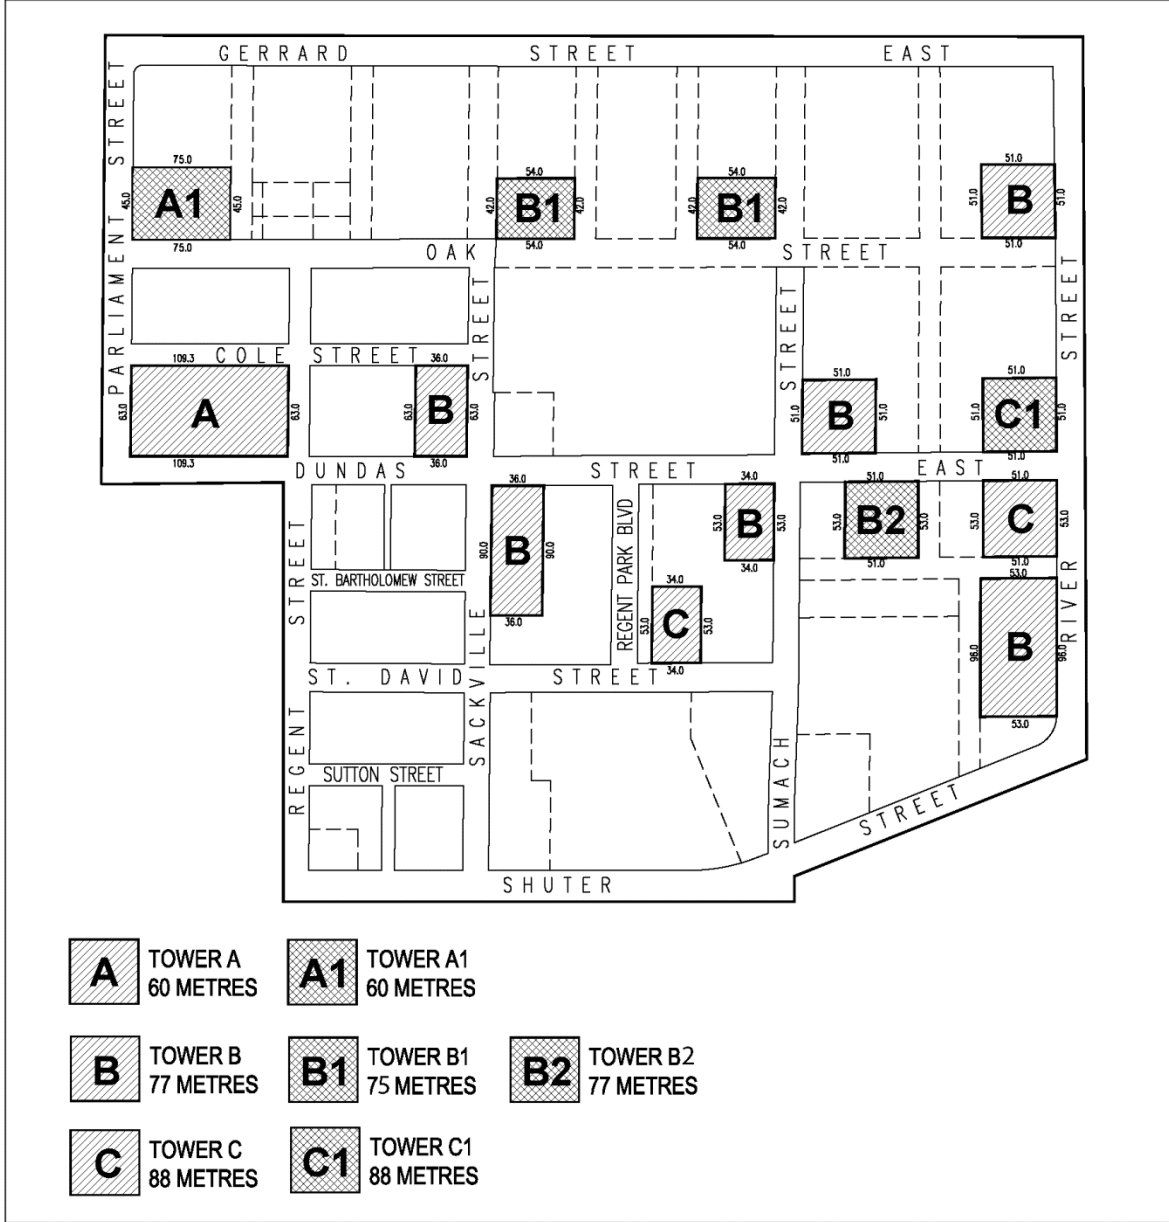 GERRARD STREET EAST
PARLIAMENT STREET
75.0
45.0
A1
45.0
75.0
54.0
42.0
B1
42.0
54.0
54.0
42.0
B1
42.0
54.0
51.0
51.0
B
51.0
51.0
OAK STREET
COLE STREET
109.3
63.0
A
63.0
109.3
36.0
63.0
B
63.0
36.0
STREET
STREET
STREET
51.0
51.0
B
51.0
51.0
51.0
51.0
C1
51.0
51.0
DUNDAS STREET EAST
36.0
90.0
B
90.0
36.0
REGENT PARK BLVD
34.0
53.0
B
53.0
34.0
51.0
53.0
B2
53.0
51.0
51.0
53.0
C
53.0
51.0
ST. BARTHOLOMEW STREET
34.0
53.0
C
53.0
34.0
53.0
96.0
B
96.0
53.0
RIVER
REGENT STREET
SACKVILLE
ST. DAVID STREET
SUTTON STREET
SUMACH
SHUTER STREET
A TOWER A
60 METRES
A1 TOWER A1
60 METRES
B TOWER B
77 METRES
B1 TOWER B1
75 METRES
B2 TOWER B2
77 METRES
C TOWER C
88 METRES
C1 TOWER C1
88 METRES